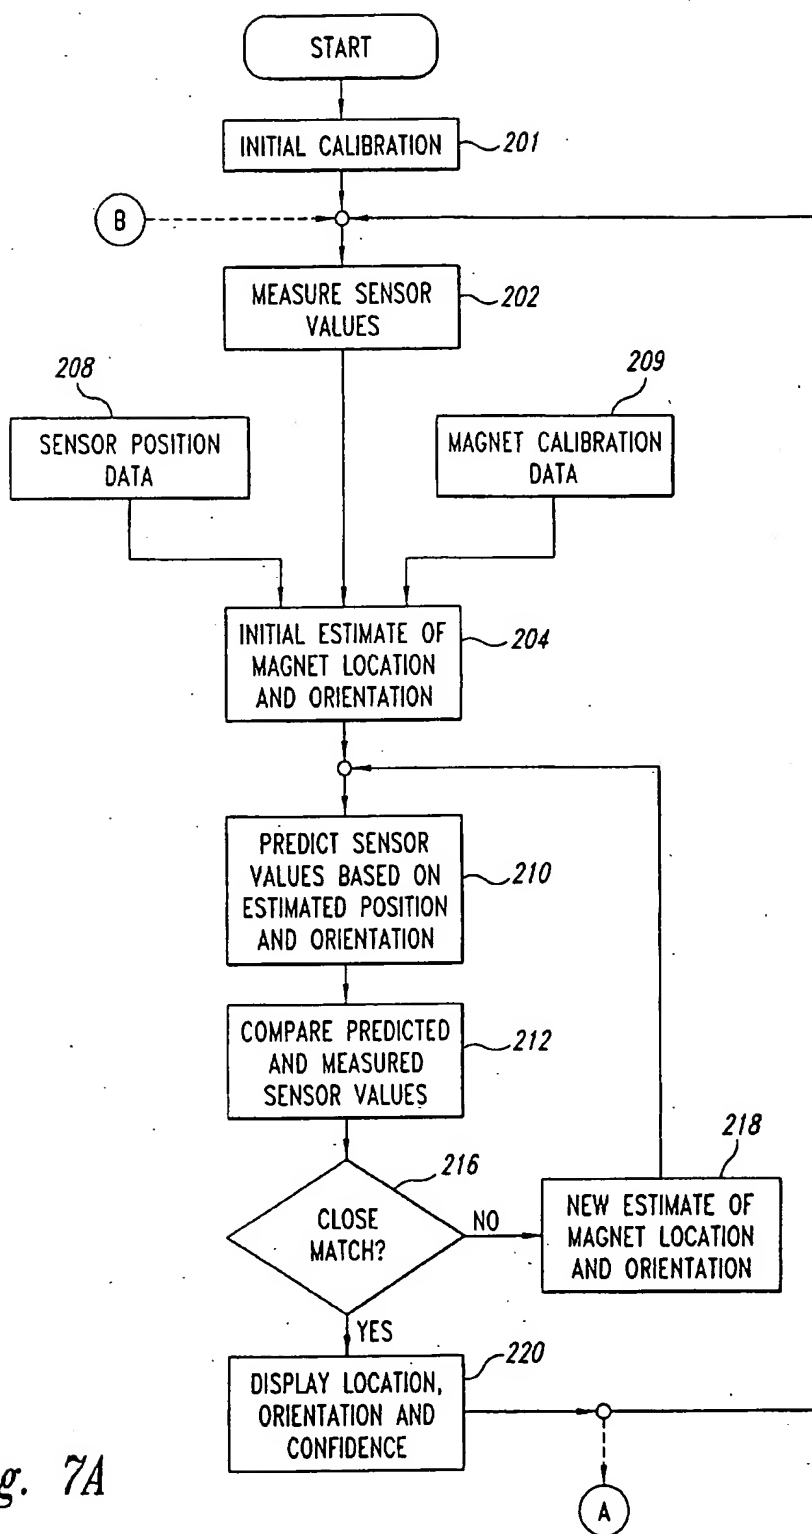 START
INITIAL CALIBRATION
201
B
MEASURE SENSOR
VALUES
202
208
SENSOR POSITION
DATA
209
MAGNET CALIBRATION
DATA
INITIAL ESTIMATE OF
MAGNET LOCATION
AND ORIENTATION
204
PREDICT SENSOR
VALUES BASED ON
ESTIMATED POSITION
AND ORIENTATION
210
COMPARE PREDICTED
AND MEASURED
SENSOR VALUES
212
216
CLOSE
MATCH?
NO
218
NEW ESTIMATE OF
MAGNET LOCATION
AND ORIENTATION
YES
220
DISPLAY LOCATION,
ORIENTATION AND
CONFIDENCE
g. 7A
A